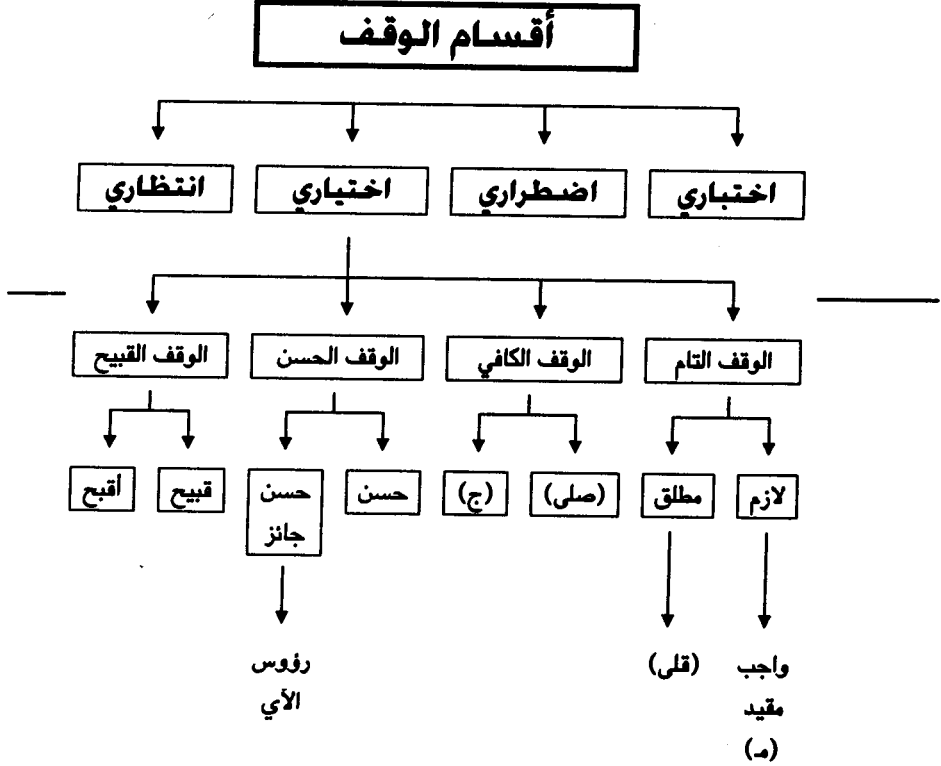 أقسام الوقف
اختباري
اضطراري
اختياري
انتظاري
الوقف التام
الوقف الكافي
الوقف الحسن
الوقف القبيح
لازم
مطلق
(صلى)
(ج)
حسن
حسن
جائز
قبيح
أقبح
واجب
مقيد
(مـ)
(قلى)
رؤوس
الآي